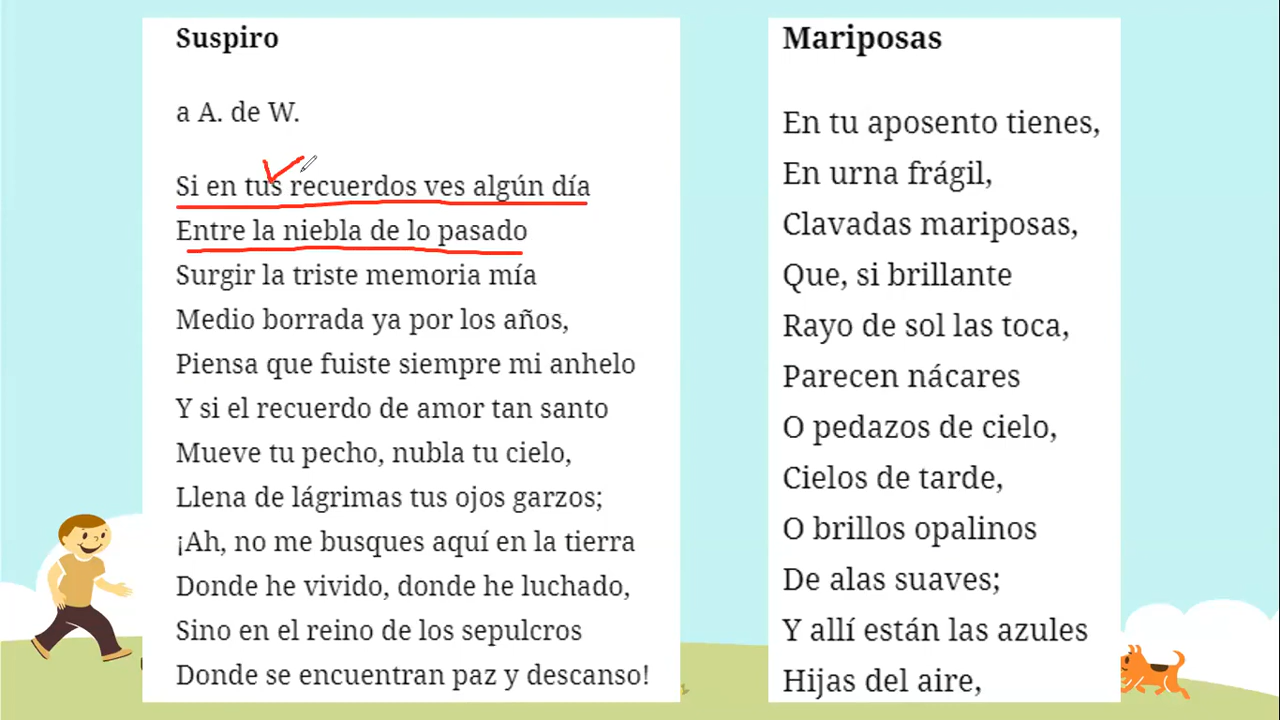 Suspiro
a A. de W.
Si en tus recuerdos ves algún día
Entre la niebla de lo pasado
Surgir la triste memoria mía
Medio borrada ya por los años,
Piensa que fuiste siempre mi anhelo
Y si el recuerdo de amor tan santo
Mueve tu pecho, nubla tu cielo,
Llena de lágrimas tus ojos garzos;
¡Ah, no me busques aquí en la tierra
Donde he vivido, donde he luchado,
Sino en el reino de los sepulcros
Donde se encuentran paz y descanso!
Mariposas
En tu aposento tienes,
En urna frágil,
Clavadas mariposas,
Que, si brillante
Rayo de sol las toca,
Parecen nácares
O pedazos de cielo,
Cielos de tarde,
O brillos opalinos
De alas suaves;
Y allí están las azules
Hijas del aire,